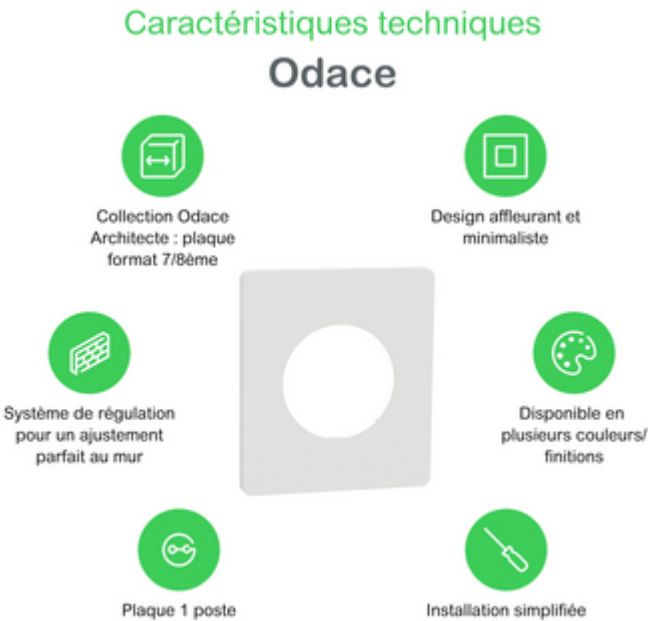 Caractéristiques techniques
Odace
Collection Odace
Architecte : plaque
format 7/8ème
Design affleurant et
minimaliste
Système de régulation
pour un ajustement
parfait au mur
Disponible en
plusieurs couleurs/
finitions
Plaque 1 poste
Installation simplifiée